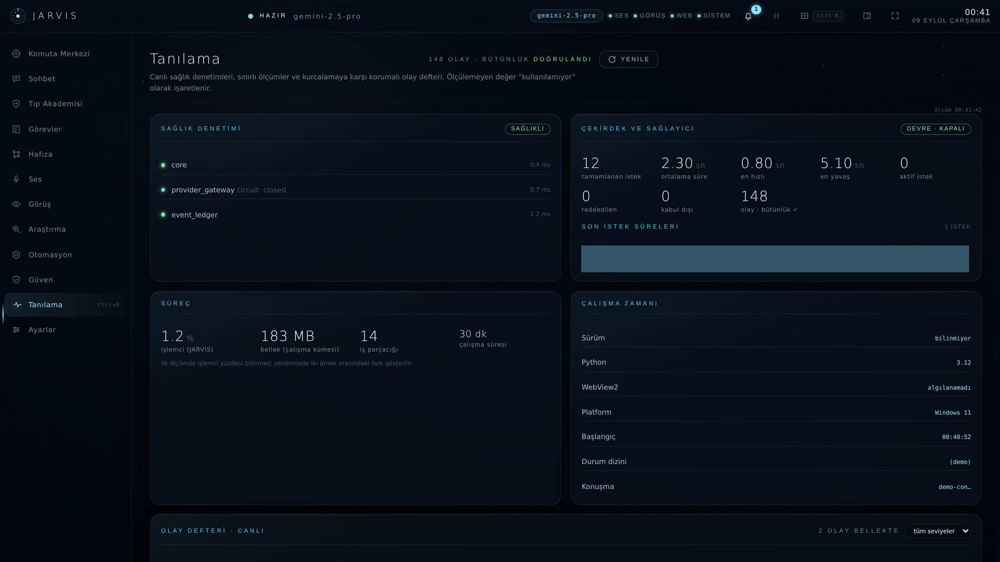 JARVIS
HAZIR gemini-2.5-pro
gemini-2.5-pro SES GÖRÜŞ WEB SİSTEM
1
Ctrl K
00:41
09 EYLÜL ÇARŞAMBA
Komuta Merkezi
Sohbet
Tıp Akademisi
Görevler
Hafıza
Ses
Görüş
Araştırma
Otomasyon
Güven
Tanılama Ctrl+D
Ayarlar
Tanılama
148 OLAY · BÜTÜNLÜK DOĞRULANDI
YENİLE
Canlı sağlık denetimleri, sınırlı ölçümler ve kurcalamaya karşı korumalı olay defteri. Ölçülemeyen değer “kullanılamıyor”
olarak işaretlenir.
ölçüm 00:41:42
SAĞLIK DENETİMİ SAĞLIKLI
core 0.4 ms
provider_gateway circuit: closed 0.7 ms
event_ledger 1.2 ms
ÇEKİRDEK VE SAĞLAYICI DEVRE · KAPALI
12 2.30 sn 0.80 sn 5.10 sn 0
tamamlanan istek ortalama süre en hızlı en yavaş aktif istek
0 0 148
reddedilen kabul dışı olay · bütünlük ✓
SON İSTEK SÜRELERİ 1 İSTEK
SÜREÇ
1.2 % 183 MB 14 30 dk
işlemci (JARVIS) bellek (çalışma kümesi) iş parçacığı çalışma süresi
İlk ölçümde işlemci yüzdesi bilinmez; yenilemede iki örnek arasındaki fark gösterilir.
ÇALIŞMA ZAMANI
Sürüm bilinmiyor
Python 3.12
WebView2 algılanamadı
Platform Windows 11
Başlangıç 00:40:52
Durum dizini (demo)
Konuşma demo-con…
OLAY DEFTERİ · CANLI 2 OLAY BELLEKTE tüm seviyeler